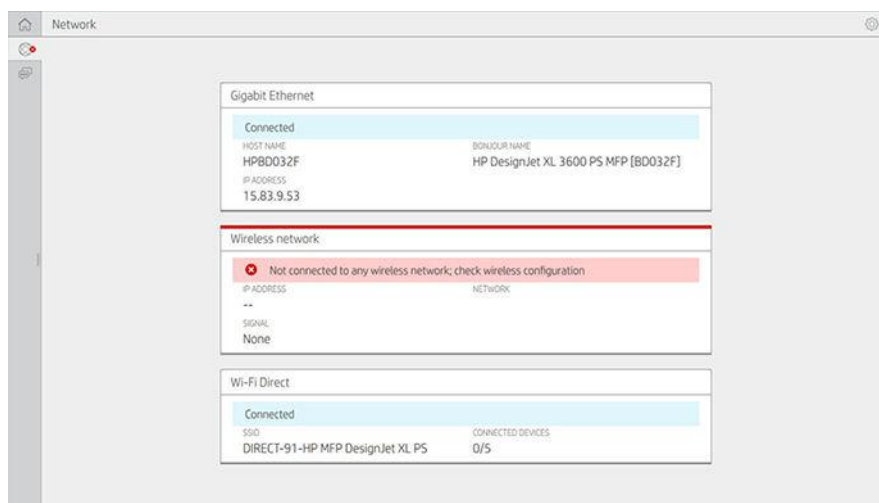 Network
Gigabit Ethernet
Connected
HOST NAME BONJOUR NAME
HPBD032F HP DesignJet XL 3600 PS MFP [BD032F]
IP ADDRESS
15.83.9.53
Wireless network
Not connected to any wireless network; check wireless configuration
IP ADDRESS NETWORK
--
SIGNAL
None
Wi-Fi Direct
Connected
SSID CONNECTED DEVICES
DIRECT-91-HP MFP DesignJet XL PS 0/5